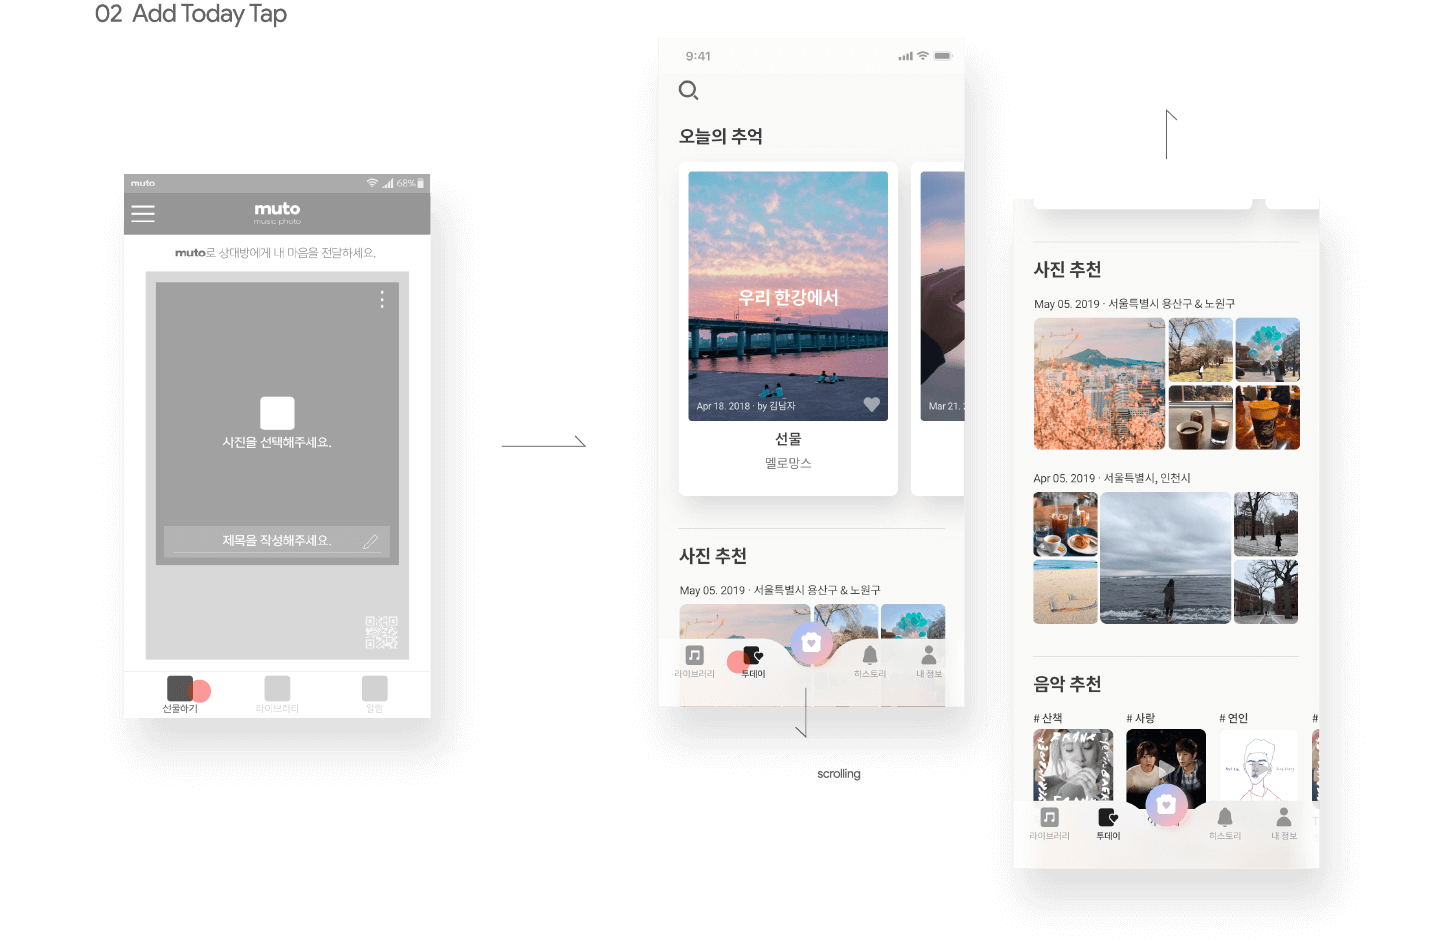 02 Add Today Tap
muto
68%
muto
music photo
muto로 상대방에게 내 마음을 전달하세요.
사진을 선택해주세요.
제목을 작성해주세요.
선물하기
라이브러리
알림
9:41
오늘의 추억
우리 한강에서
Apr 18. 2018 · by 김남자
Mar 21.
선물
멜로망스
사진 추천
May 05. 2019 · 서울특별시 용산구 & 노원구
라이브러리
투데이
히스토리
내 정보
scrolling
사진 추천
May 05. 2019 · 서울특별시 용산구 & 노원구
Apr 05. 2019 · 서울특별시, 인천시
음악 추천
# 산책
# 사랑
# 연인
#
라이브러리
투데이
히스토리
내 정보